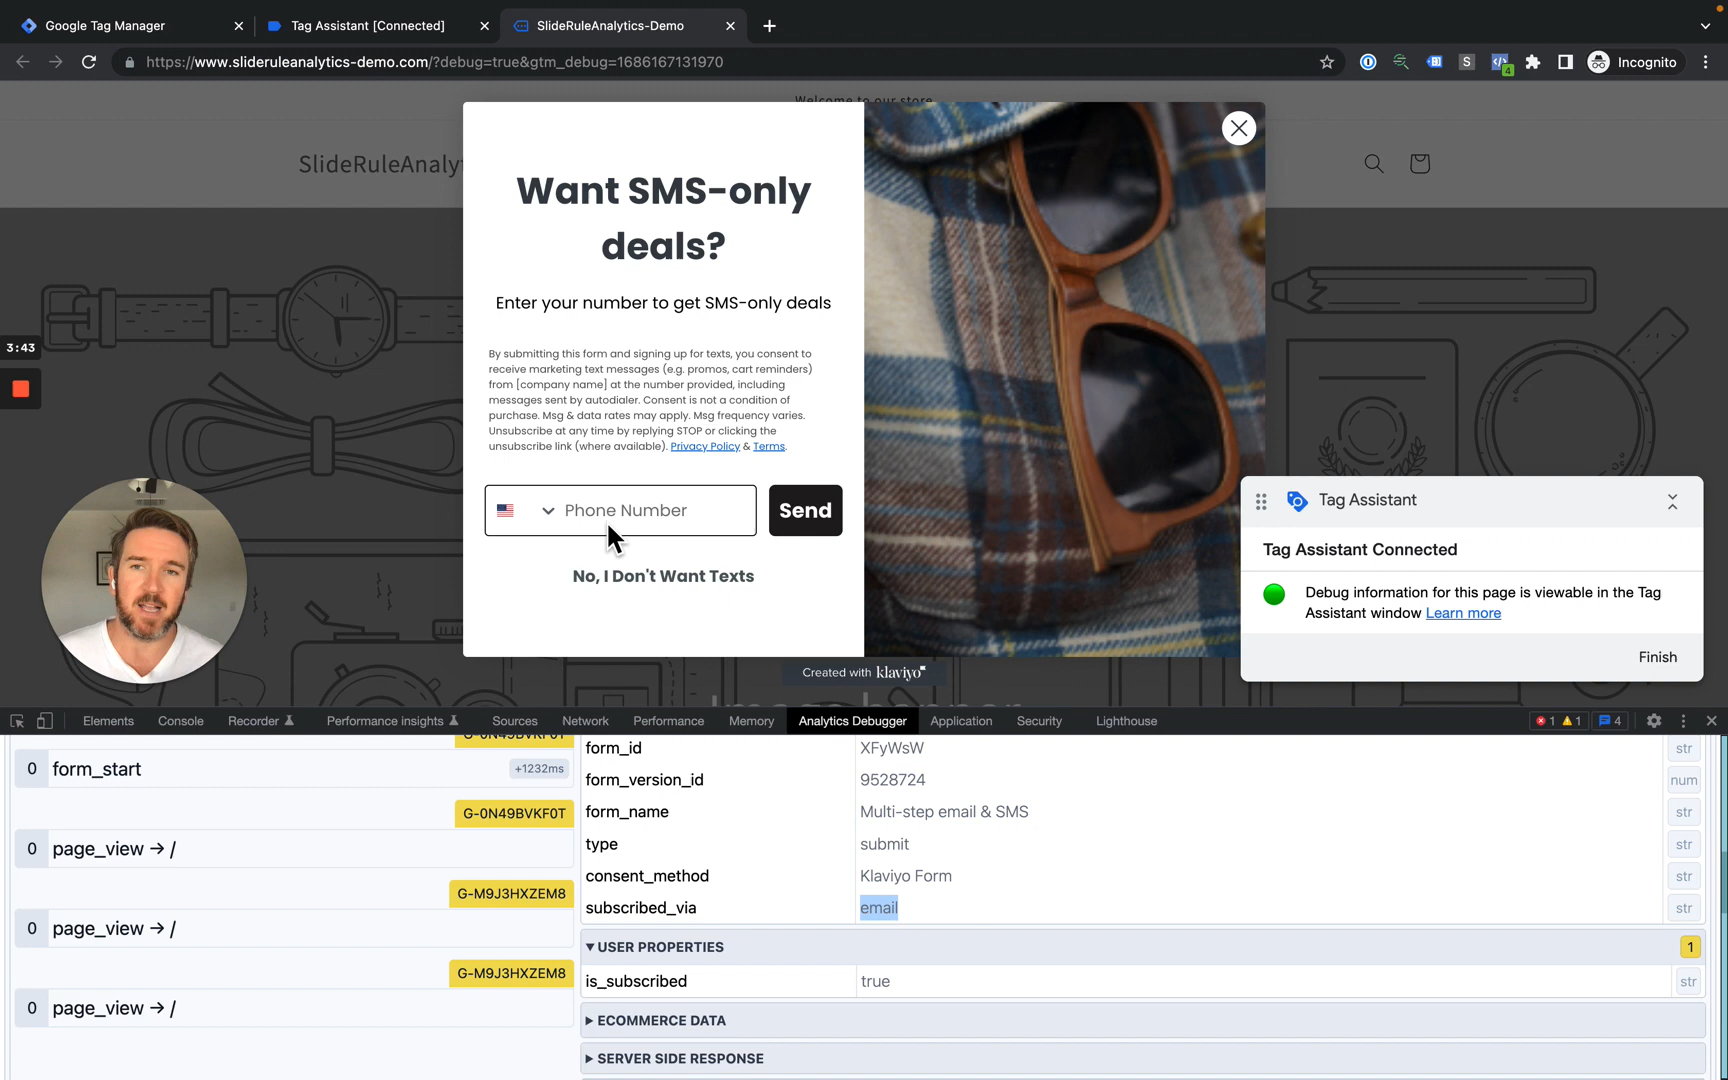 Google Tag Manager
Tag Assistant [Connected]
SlideRuleAnalytics-Demo
https://www.slideruleanalytics-demo.com/?debug=true&gtm_debug=1686167131970
S
4
Incognito
Welcome to our store
SlideRuleAnalyt
Want SMS-only
deals?
Enter your number to get SMS-only deals
By submitting this form and signing up for texts, you consent to
receive marketing text messages (e.g. promos, cart reminders)
from [company name] at the number provided, including
messages sent by autodialer. Consent is not a condition of
purchase. Msg & data rates may apply. Msg frequency varies.
Unsubscribe at any time by replying STOP or clicking the
unsubscribe link (where available). Privacy Policy & Terms.
Phone Number
Send
No, I Don't Want Texts
Created with klaviyo
3:43
Tag Assistant
Tag Assistant Connected
Debug information for this page is viewable in the Tag
Assistant window Learn more
Finish
Image banner
Elements
Console
Recorder
Performance insights
Sources
Network
Performance
Memory
Analytics Debugger
Application
Security
Lighthouse
1
1
4
G-0N49BVKF0T
0 form_start +1232ms
G-0N49BVKF0T
0 page_view → /
G-M9J3HXZEM8
0 page_view → /
G-M9J3HXZEM8
0 page_view → /
form_id XFyWsW str
form_version_id 9528724 num
form_name Multi-step email & SMS str
type submit str
consent_method Klaviyo Form str
subscribed_via email str
USER PROPERTIES 1
is_subscribed true str
ECOMMERCE DATA
SERVER SIDE RESPONSE